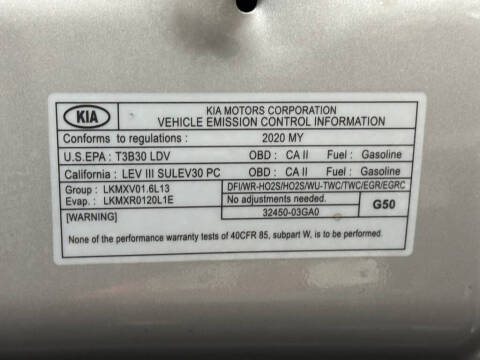 KIA
KIA MOTORS CORPORATION
VEHICLE EMISSION CONTROL INFORMATION
Conforms to regulations : 2020 MY
U.S.EPA : T3B30 LDV OBD : CA II Fuel : Gasoline
California : LEV III SULEV30 PC OBD : CA II Fuel : Gasoline
Group : LKMXV01.6L13
Evap. : LKMXR0120L1E
DFI/WR-HO2S/HO2S/WU-TWC/TWC/EGR/EGRC
No adjustments needed.
32450-03GA0
G50
[WARNING]
None of the performance warranty tests of 40CFR 85, subpart W, is to be conducted.